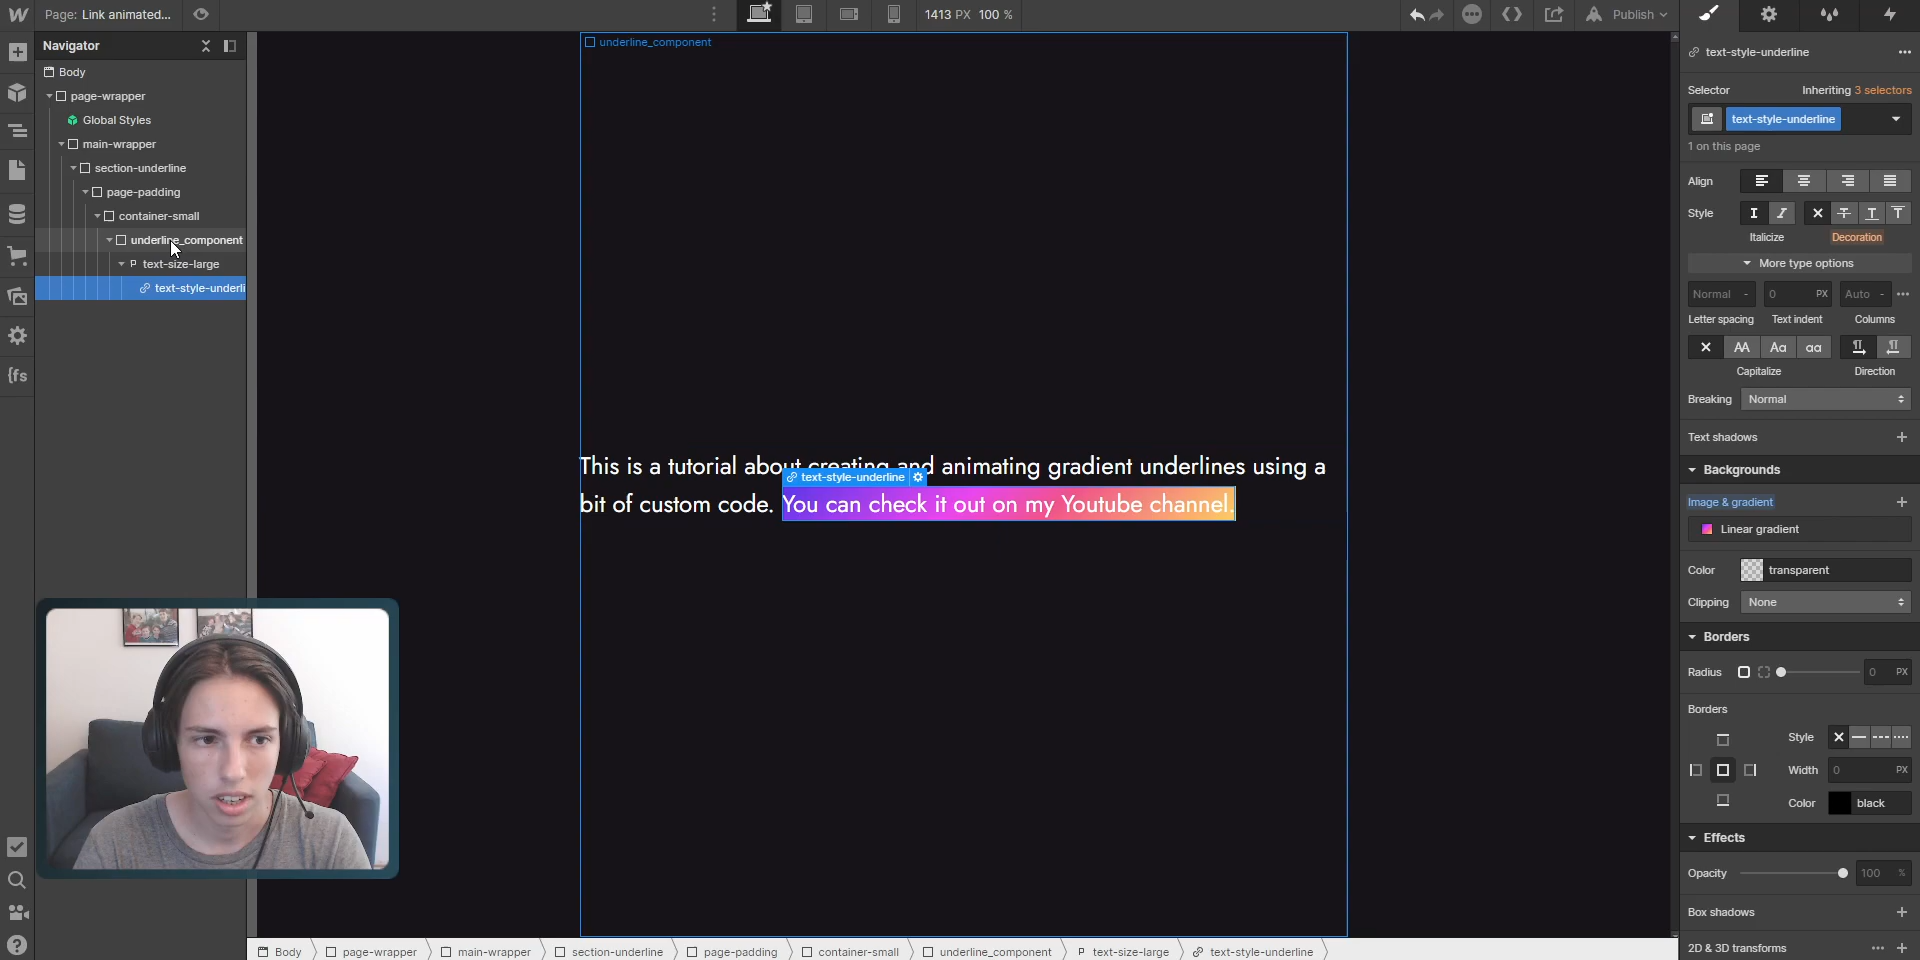 Page: Link animated...
1413 PX 100 %
Publish
Navigator
Body
page-wrapper
Global Styles
main-wrapper
section-underline
page-padding
container-small
underline_component
text-size-large
text-style-underli
underline_component
This is a tutorial about creating and animating gradient underlines using a
text-style-underline
bit of custom code. You can check it out on my Youtube channel.
Body
page-wrapper
main-wrapper
section-underline
page-padding
container-small
underline_component
P text-size-large
text-style-underline
text-style-underline
Selector
Inheriting 3 selectors
text-style-underline
1 on this page
Align
Style
Italicize
Decoration
More type options
Normal -
0 PX
Auto -
Letter spacing
Text indent
Columns
AA
Aa
aa
Capitalize
Direction
Breaking
Normal
Text shadows
Backgrounds
Image & gradient
Linear gradient
Color
transparent
Clipping
None
Borders
Radius
0 PX
Borders
Style
Width
0 PX
Color
black
Effects
Opacity
100 %
Box shadows
2D & 3D transforms